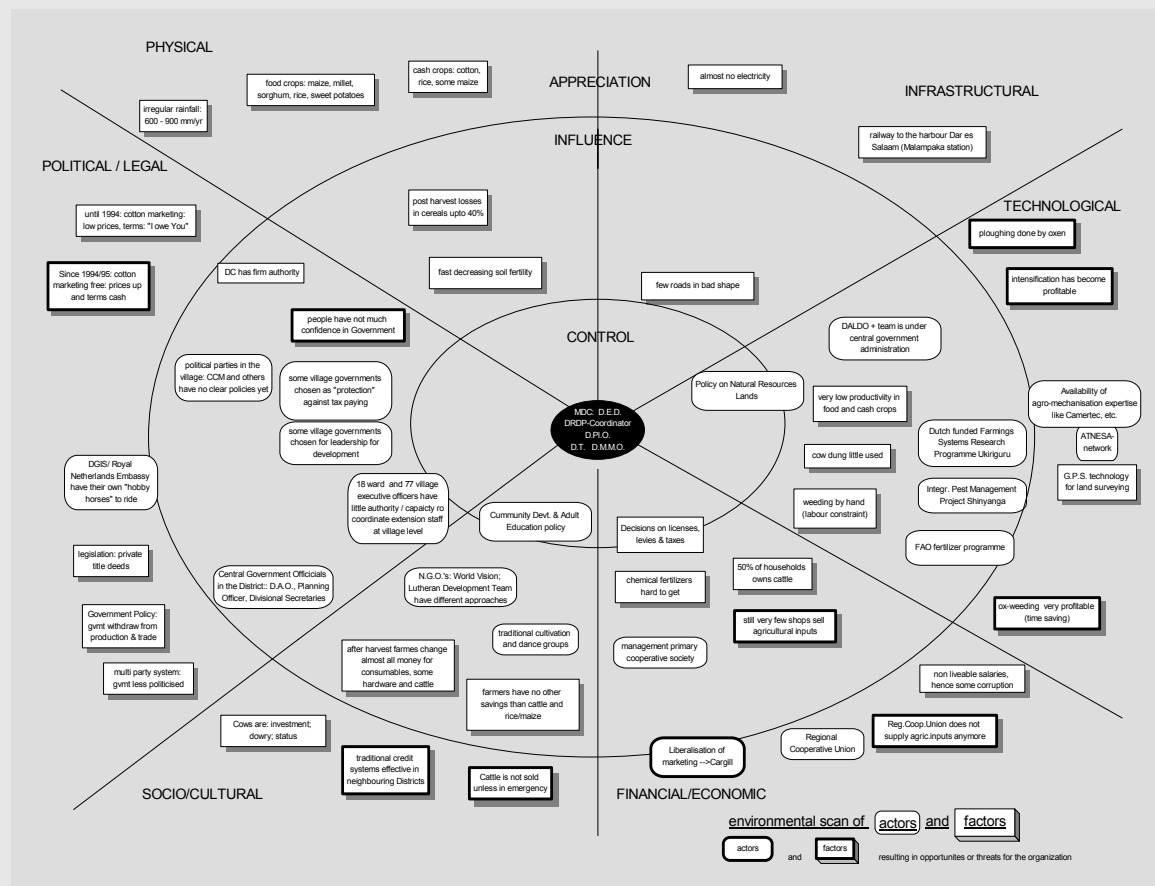 PHYSICAL
cash crops: cotton,
rice, some maize
food crops: maize, millet,
sorghum, rice, sweet potatoes
APPRECIATION
almost no electricity
INFRASTRUCTURAL
irregular rainfall:
600 - 900 mm/yr
INFLUENCE
railway to the harbour Dar es
Salaam (Malampaka station)
POLITICAL / LEGAL
post harvest losses
in cereals upto 40%
TECHNOLOGICAL
until 1994: cotton marketing:
low prices, terms: "I owe You"
ploughing done by oxen
Since 1994/95: cotton
marketing free: prices up
and terms cash
DC has firm authority
fast decreasing soil fertility
few roads in bad shape
intensification has become
profitable
people have not much
confidence in Government
CONTROL
DALDO + team is under
central government
administration
political parties in the
village: CCM and others
have no clear policies yet
some village governments
chosen as "protection"
against tax paying
Policy on Natural Resources
Lands
very low productivity in
food and cash crops
Availability of
agro-mechanisation expertise
like Camertec, etc.
MDC: D.E.D.
DRDP-Coordinator
D.Pl.O.
D.T. D.M.M.O.
some village governments
chosen for leadership for
development
Dutch funded Farmings
Systems Research
Programme Ukiriguru
ATNESA-
network
cow dung little used
DGIS/ Royal
Netherlands Embassy
have their own "hobby
horses" to ride
G.P.S. technology
for land surveying
18 ward and 77 village
executive officers have
little authority / capaicty ro
coordinate extension staff
at village level
Integr. Pest Management
Project Shinyanga
weeding by hand
(labour constraint)
Cummunity Devt. & Adult
Education policy
Decisions on licenses,
levies & taxes
FAO fertilizer programme
legislation: private
title deeds
Central Government Officicials
in the District:: D.A.O., Planning
Officer, Divisional Secretaries
N.G.O.'s: World Vision;
Lutheran Development Team
have different approaches
chemical fertilizers
hard to get
50% of households
owns cattle
Government Policy:
gvmt withdraw from
production & trade
traditional cultivation
and dance groups
still very few shops sell
agricultural inputs
ox-weeding very profitable
(time saving)
after harvest farmes change
almost all money for
consumables, some
hardware and cattle
management primary
cooperative society
multi party system:
gvmt less politicised
farmers have no other
savings than cattle and
rice/maize
non liveable salaries,
hence some corruption
Cows are: investment;
dowry; status
Regional
Cooperative Union
Reg.Coop.Union does not
supply agric.inputs anymore
traditional credit
systems effective in
neighbouring Districts
Liberalisation of
marketing -->Cargill
Cattle is not sold
unless in emergency
SOCIO/CULTURAL
FINANCIAL/ECONOMIC
environmental scan of actors and factors
actors and factors resulting in opportunites or threats for the organization